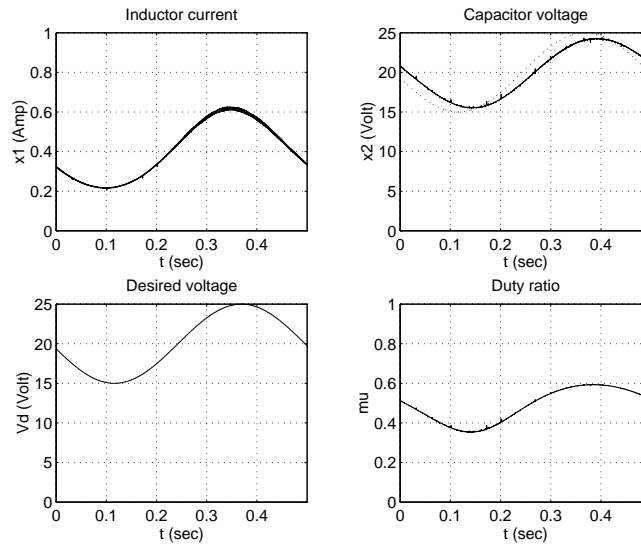 Inductor current
1
0.8
0.6
0.4
0.2
0
x1 (Amp)
0 0.1 0.2 0.3 0.4
t (sec)
Capacitor voltage
25
20
15
10
5
0
x2 (Volt)
0 0.1 0.2 0.3 0.4
t (sec)
Desired voltage
25
20
15
10
5
0
Vd (Volt)
0 0.1 0.2 0.3 0.4
t (sec)
Duty ratio
1
0.8
0.6
0.4
0.2
0
mu
0 0.1 0.2 0.3 0.4
t (sec)